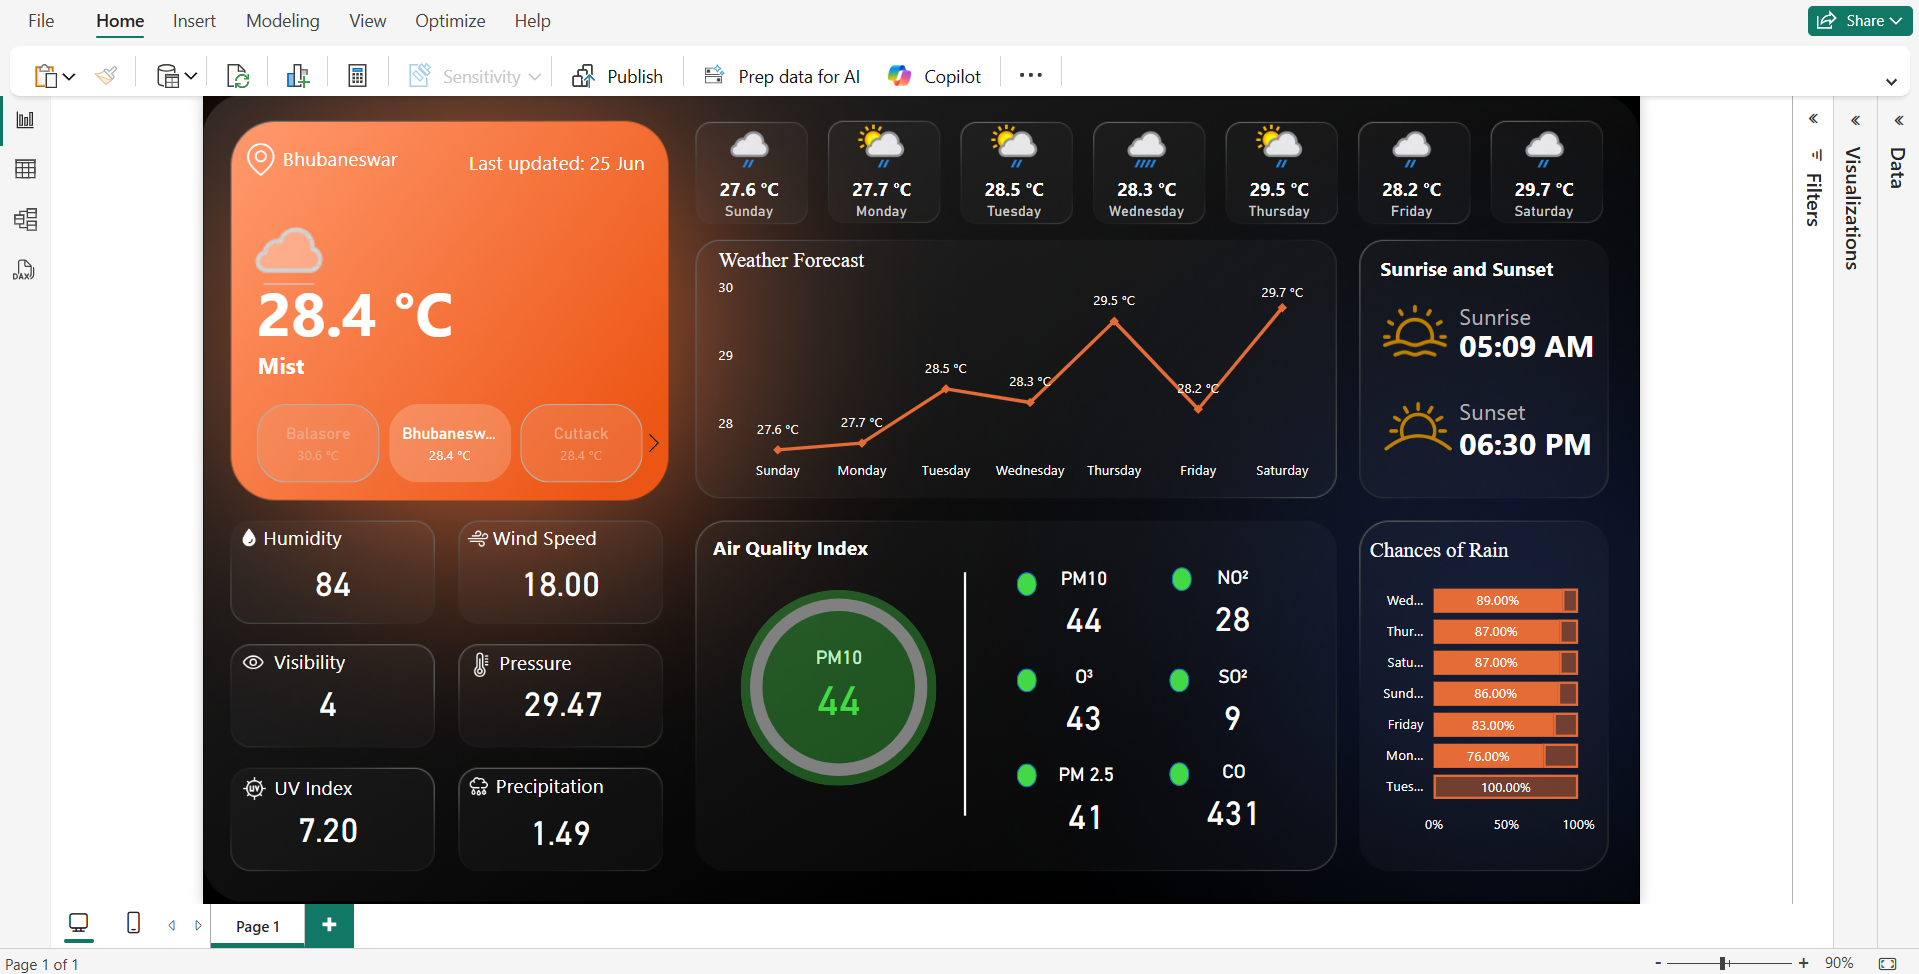 File Home Insert Modeling View Optimize Help Share
Sensitivity Publish Prep data for AI Copilot
Bhubaneswar
Last updated: 25 Jun
28.4 °C
Mist
Balasore
30.6 °C
Bhubanesw...
28.4 °C
Cuttack
28.4 °C
27.6 °C
Sunday
27.7 °C
Monday
28.5 °C
Tuesday
28.3 °C
Wednesday
29.5 °C
Thursday
28.2 °C
Friday
29.7 °C
Saturday
Weather Forecast
30
29
28
27.6 °C
27.7 °C
28.5 °C
28.3 °C
29.5 °C
28.2 °C
29.7 °C
Sunday Monday Tuesday Wednesday Thursday Friday Saturday
Sunrise and Sunset
Sunrise
05:09 AM
Sunset
06:30 PM
Humidity
84
Wind Speed
18.00
Visibility
4
Pressure
29.47
UV
UV Index
7.20
Precipitation
1.49
Air Quality Index
PM10
44
PM10
44
NO²
28
O³
43
SO²
9
PM 2.5
41
CO
431
Chances of Rain
Wed... 89.00%
Thur... 87.00%
Satu... 87.00%
Sund... 86.00%
Friday 83.00%
Mon... 76.00%
Tues... 100.00%
0% 50% 100%
Filters
Visualizations
Data
DAX
Page 1
Page 1 of 1
90%